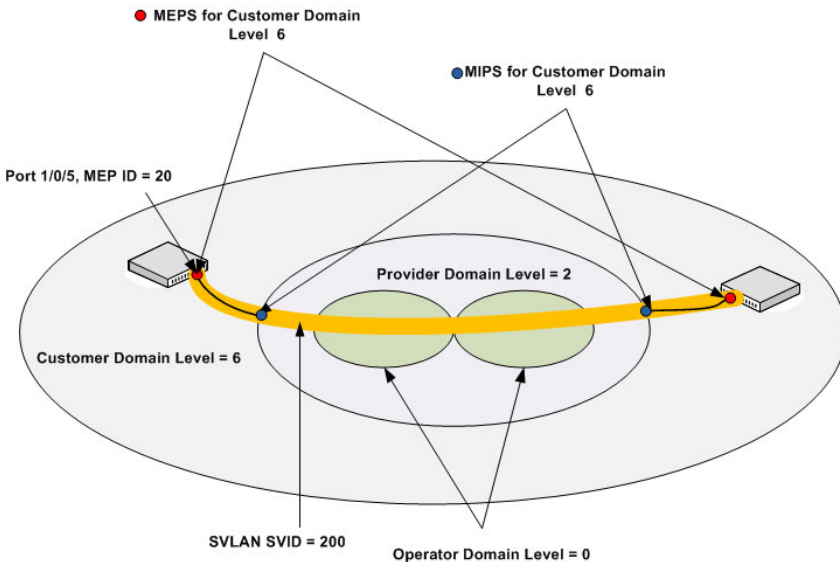 MEPS for Customer Domain
Level 6
MIPS for Customer Domain
Level 6
Port 1/0/5, MEP ID = 20
Provider Domain Level = 2
Customer Domain Level = 6
SVLAN SVID = 200
Operator Domain Level = 0